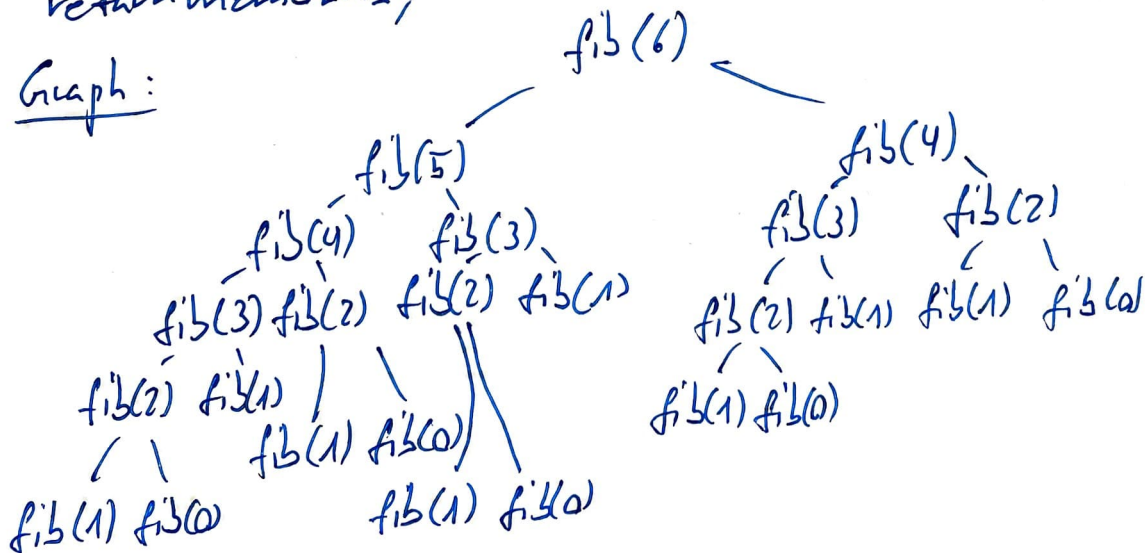 fib(6)
Graph:
fib(5) fib(4)
fib(4) fib(3) fib(3) fib(2)
fib(3) fib(2) fib(2) fib(1) fib(2) fib(1) fib(1) fib(0)
fib(2) fib(1) fib(1) fib(0)
fib(1) fib(0)
fib(1) fib(0) fib(1) fib(0)